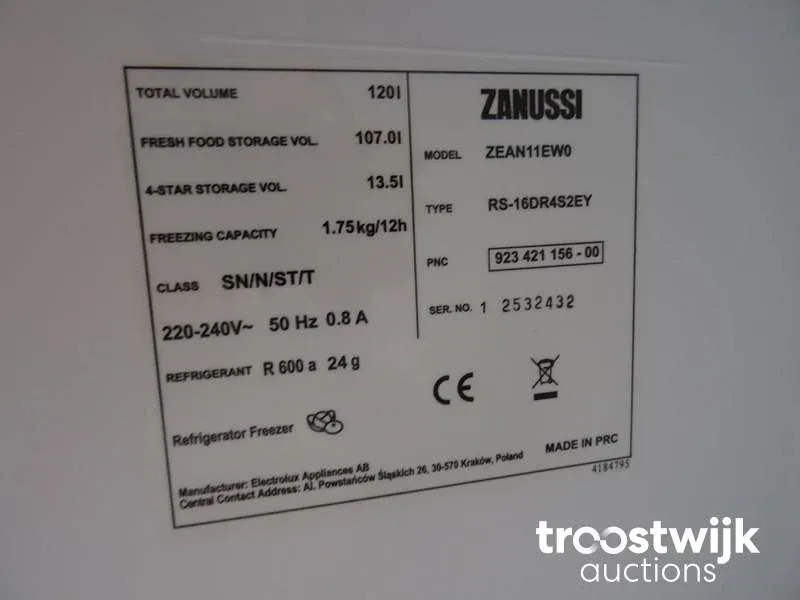 TOTAL VOLUME 120l
FRESH FOOD STORAGE VOL. 107.0l
4-STAR STORAGE VOL. 13.5l
FREEZING CAPACITY 1.75kg/12h
CLASS SN/N/ST/T
220-240V~ 50 Hz 0.8 A
REFRIGERANT R 600 a 24 g
Refrigerator Freezer
ZANUSSI
MODEL ZEAN11EW0
TYPE RS-16DR4S2EY
PNC 923 421 156 - 00
SER. NO. 1 2532432
CE
MADE IN PRC
Manufacturer: Electrolux Appliances AB
Central Contact Address: Al. Powstańców Śląskich 26, 30-570 Kraków, Poland
4184795
troostwijk
auctions